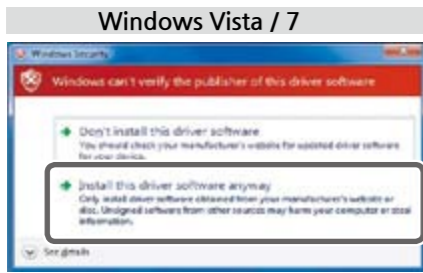 Windows Vista / 7
Windows Security
Windows can't verify the publisher of this driver software
Don't install this driver software
You should check your manufacturer's website for updated driver software
for your device.
Install this driver software anyway
Only install driver software obtained from your manufacturer's website or
disc. Unsigned software from other sources may harm your computer or steal
information.
See details